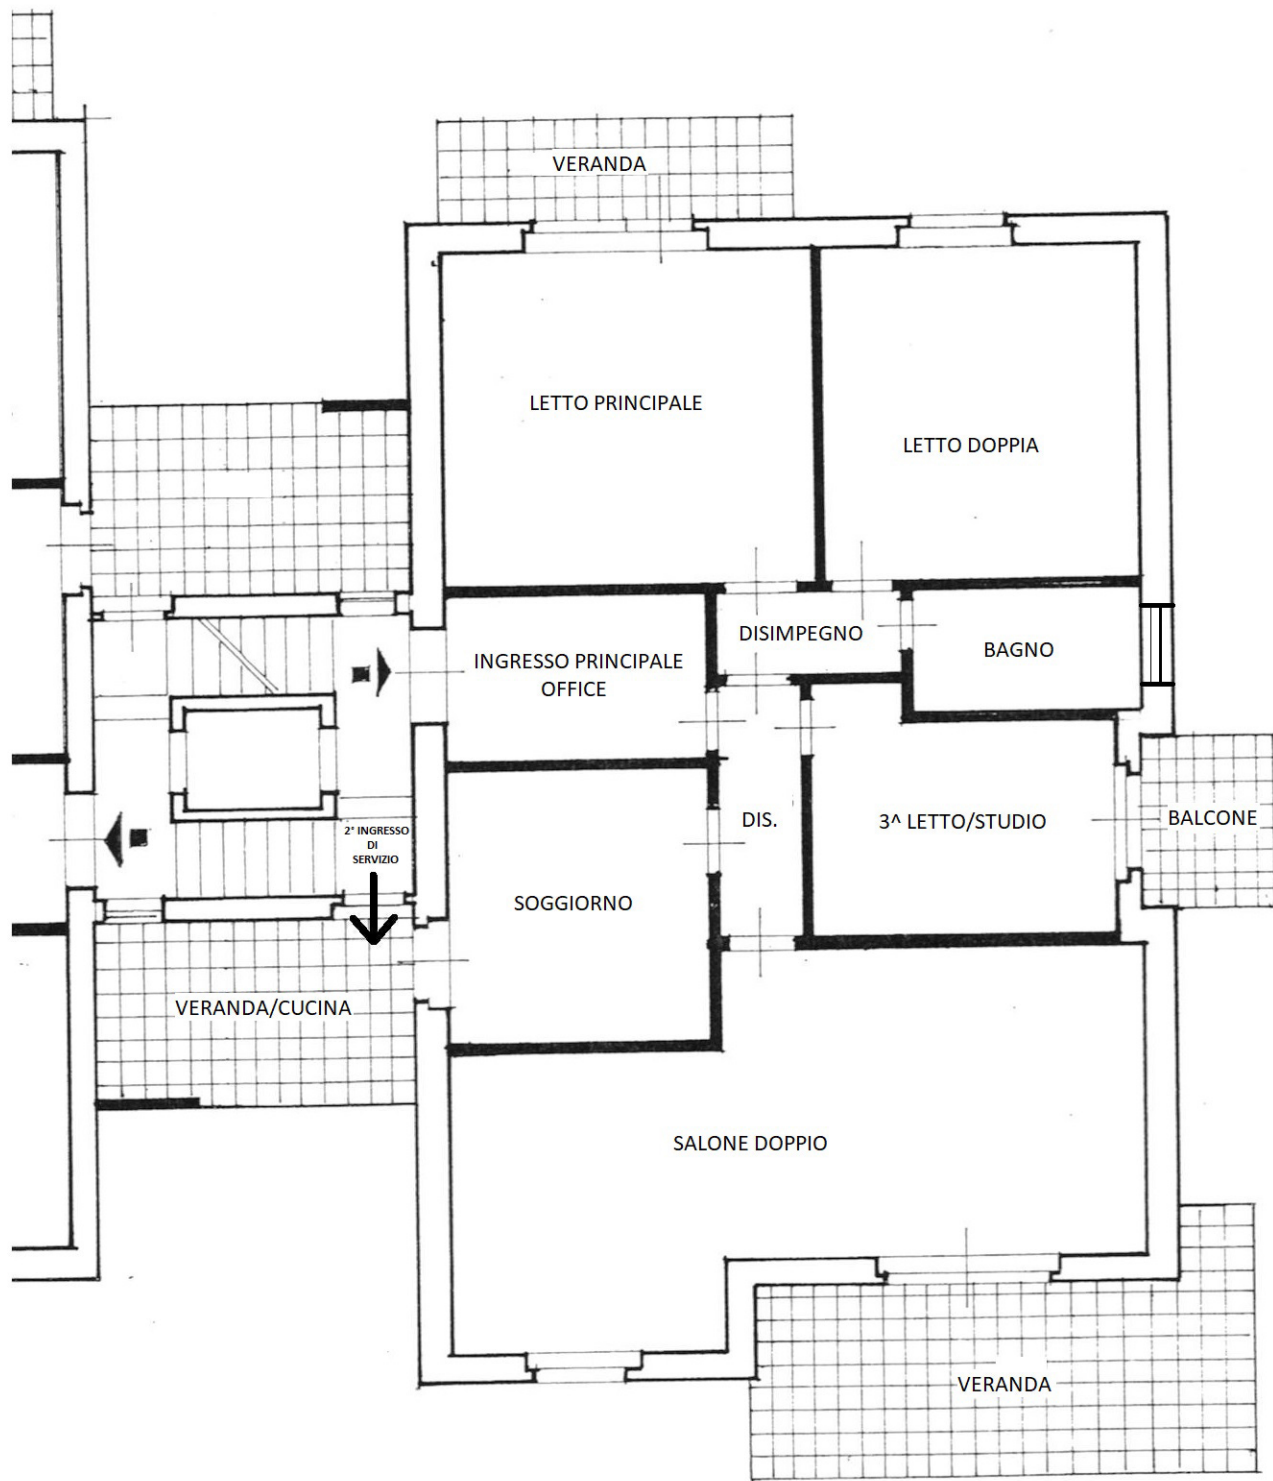 VERANDA
LETTO PRINCIPALE
LETTO DOPPIA
DISIMPEGNO
BAGNO
INGRESSO PRINCIPALE
OFFICE
DIS.
3^ LETTO/STUDIO
BALCONE
2° INGRESSO
DI
SERVIZIO
SOGGIORNO
VERANDA/CUCINA
SALONE DOPPIO
VERANDA